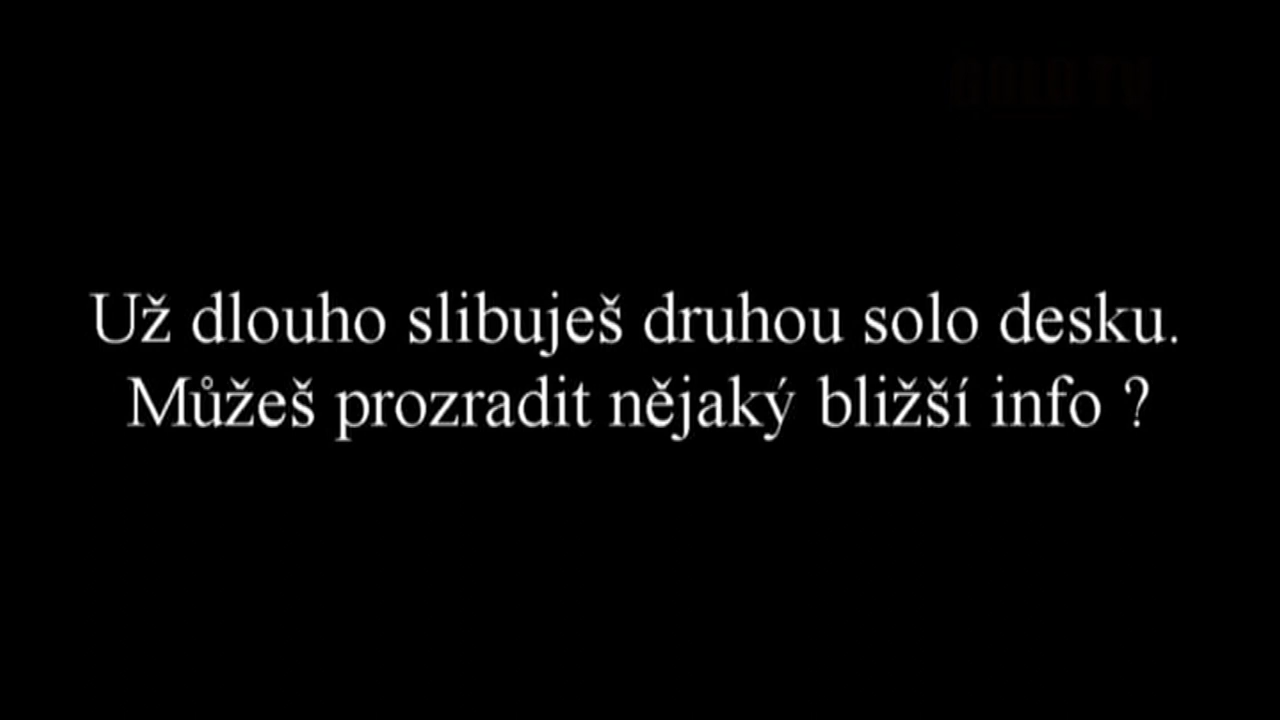 Už dlouho slibuješ druhou solo desku.
Můžeš prozradit nějaký bližší info ?